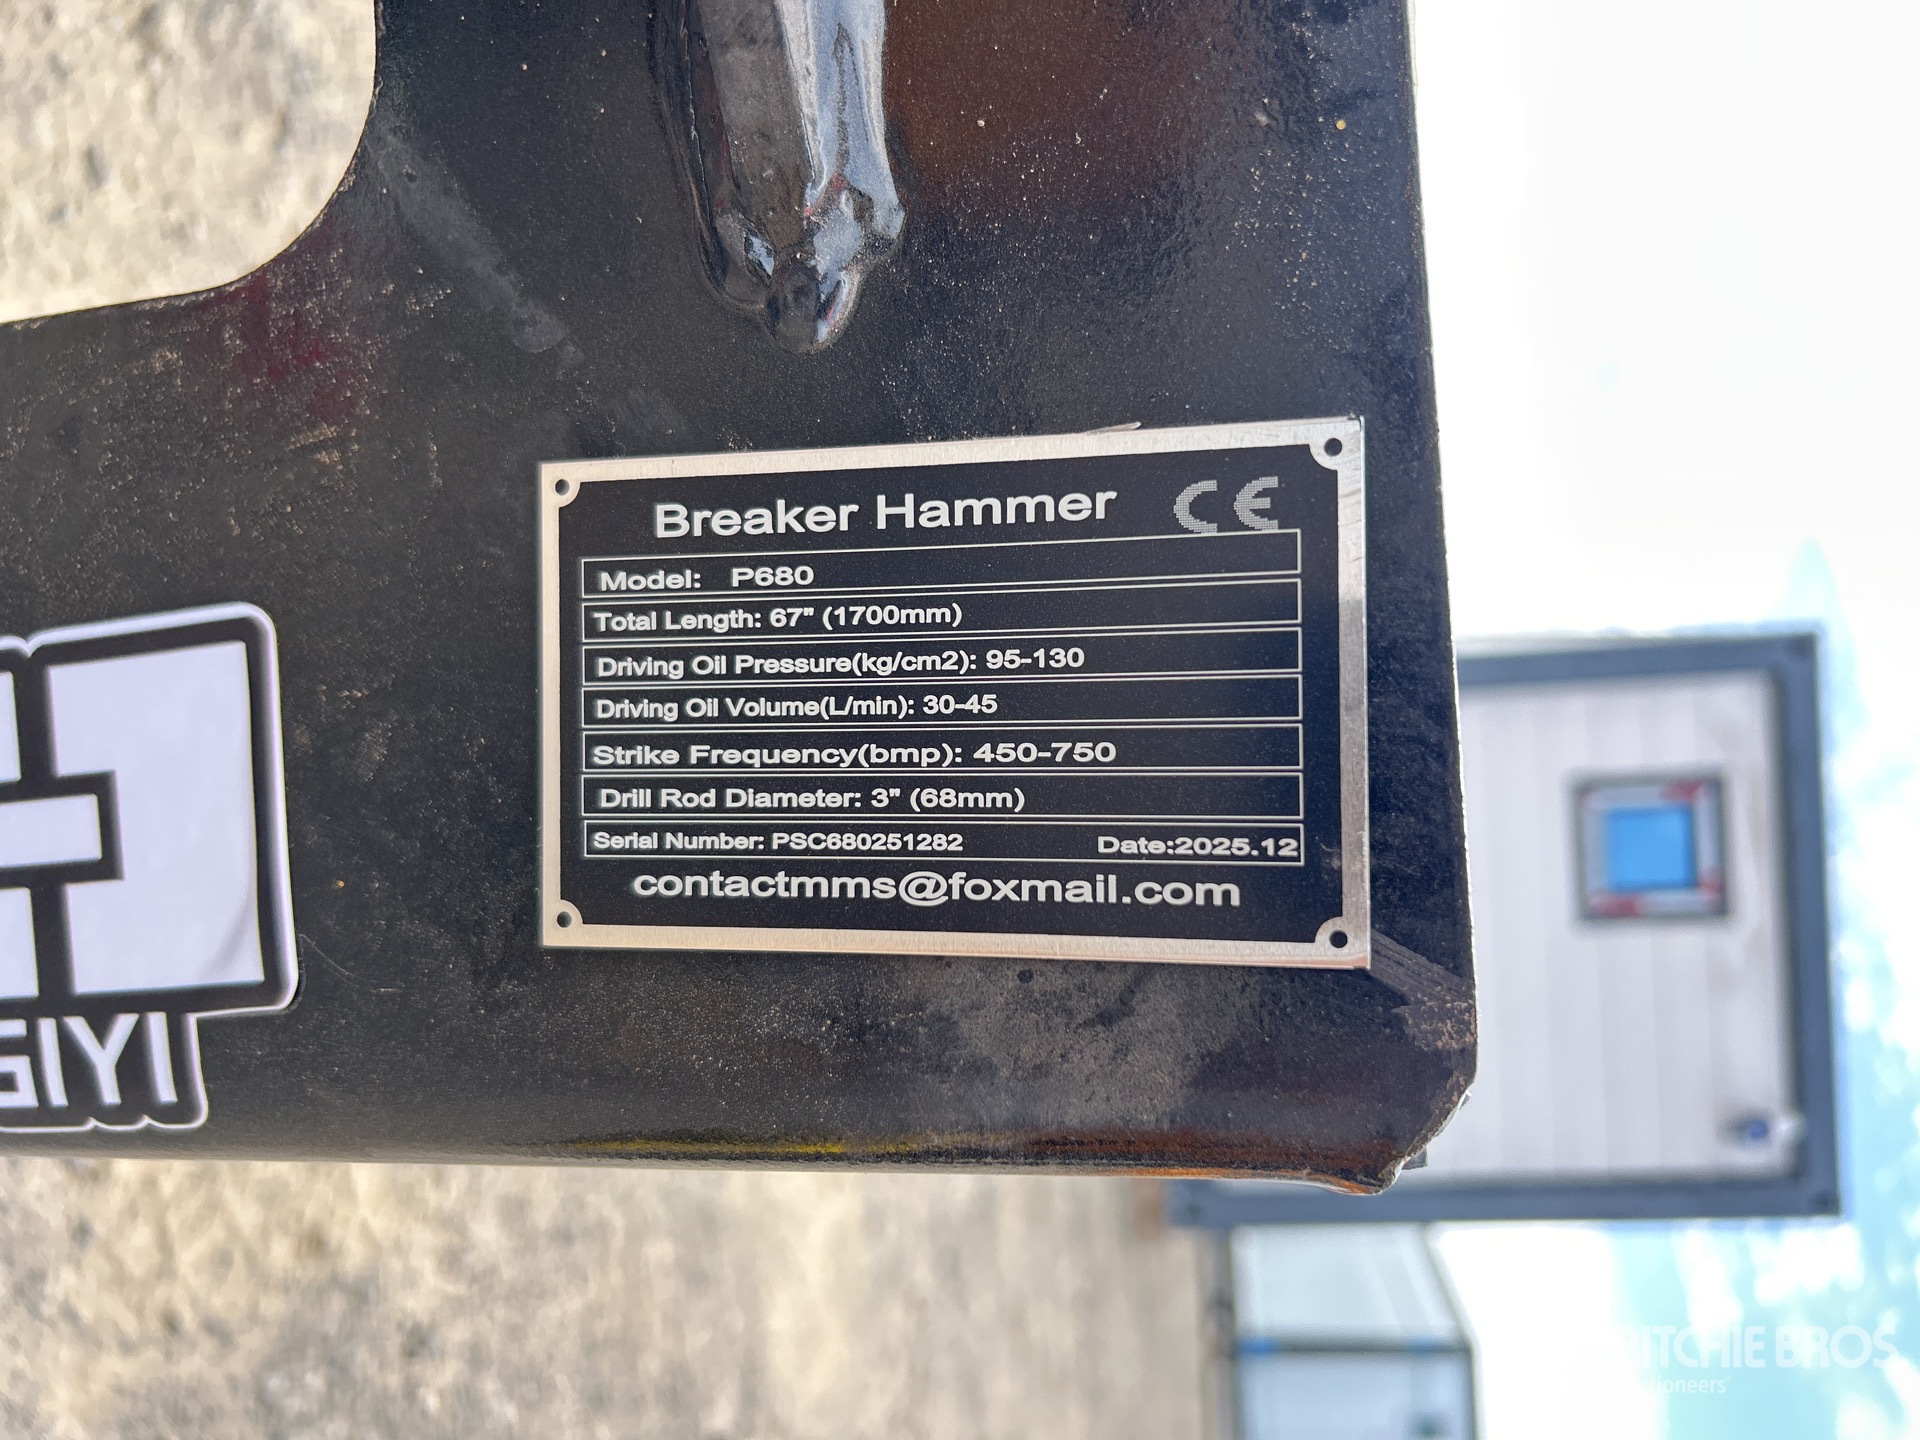 Breaker Hammer CE
Model: P680
Total Length: 67" (1700mm)
Driving Oil Pressure(kg/cm2): 95-130
Driving Oil Volume(L/min): 30-45
Strike Frequency(bmp): 450-750
Drill Rod Diameter: 3" (68mm)
Serial Number: PSC680251282 Date:2025.12
contactmms@foxmail.com
GIYI
RITCHIE BROS